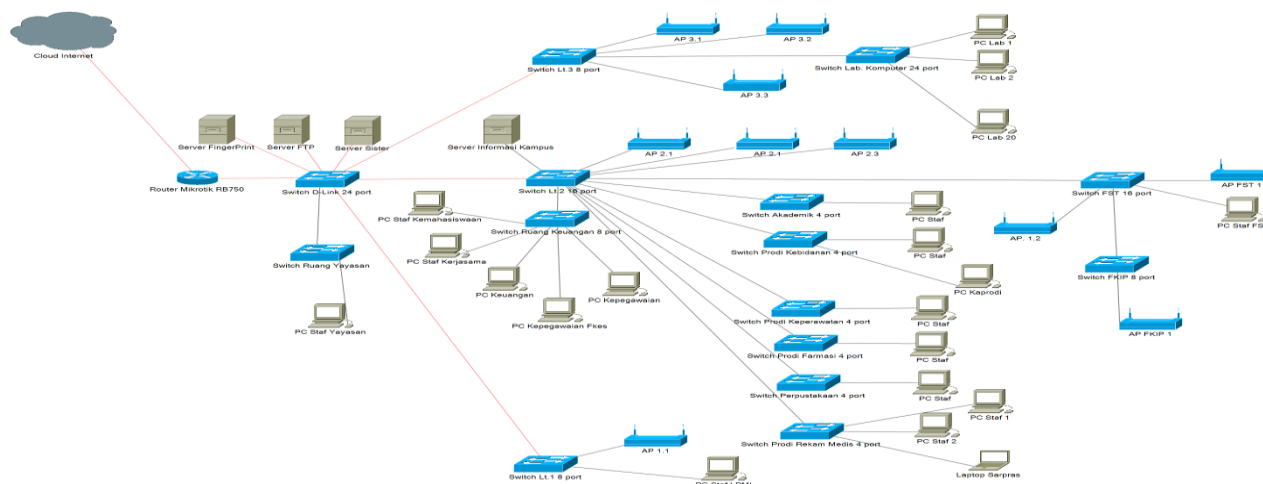 Cloud Internet
AP 3.1
AP 3.2
PC Lab 1
Switch Lt.3 8 port
Switch Lab. Komputer 24 port
PC Lab 2
AP 3.3
PC Lab 20
Server FingerPrint
Server FTP
Server Sister
Server Informasi Kampus
AP 2.1
AP 2.1
AP 2.3
Router Mikrotik RB750
Switch D-Link 24 port
Switch Lt.2 16 port
Switch FST 16 port
AP FST 1
PC Staf Kemahasiswaan
Switch Ruang Keuangan 8 port
Switch Akademik 4 port
PC Staf
AP. 1.2
PC Staf FS
Switch Ruang Yayasan
PC Staf Kerjasama
Switch Prodi Kebidanan 4 port
PC Staf
Switch FKIP 8 port
PC Keuangan
PC Kepegawaian
PC Kaprodi
PC Staf Yayasan
PC Kepegawaian Fkes
Switch Prodi Keperawatan 4 port
PC Staf
AP FKIP 1
Switch Prodi Farmasi 4 port
PC Staf
Switch Perpustakaan 4 port
PC Staf
PC Staf 1
Switch Prodi Rekam Medis 4 port
PC Staf 2
AP 1.1
Switch Lt.1 8 port
Laptop Sarpras